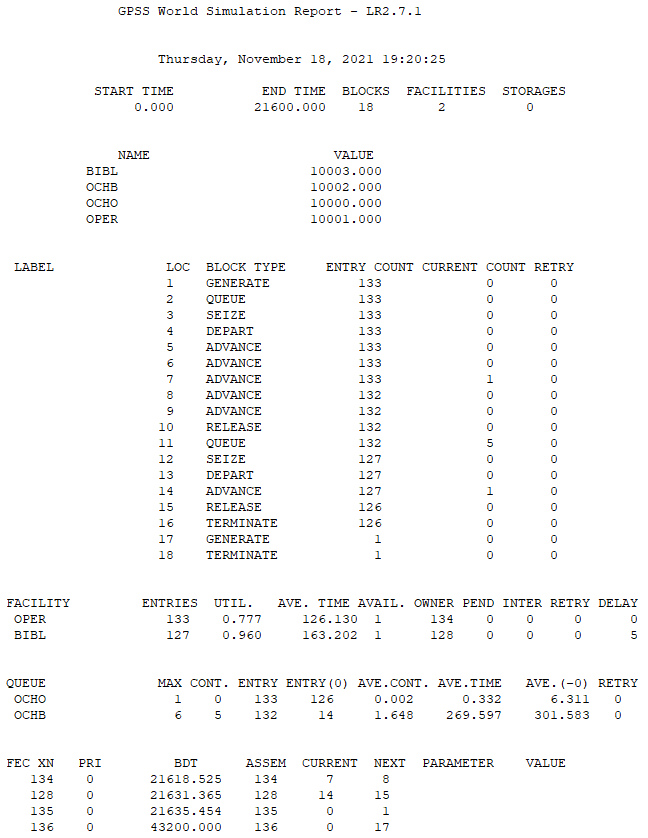 GPSS World Simulation Report - LR2.7.1
Thursday, November 18, 2021 19:20:25
START TIME END TIME BLOCKS FACILITIES STORAGES
0.000 21600.000 18 2 0
NAME VALUE
BIBL 10003.000
OCHB 10002.000
OCHO 10000.000
OPER 10001.000
LABEL LOC BLOCK TYPE ENTRY COUNT CURRENT COUNT RETRY
1 GENERATE 133 0 0
2 QUEUE 133 0 0
3 SEIZE 133 0 0
4 DEPART 133 0 0
5 ADVANCE 133 0 0
6 ADVANCE 133 0 0
7 ADVANCE 133 1 0
8 ADVANCE 132 0 0
9 ADVANCE 132 0 0
10 RELEASE 132 0 0
11 QUEUE 132 5 0
12 SEIZE 127 0 0
13 DEPART 127 0 0
14 ADVANCE 127 1 0
15 RELEASE 126 0 0
16 TERMINATE 126 0 0
17 GENERATE 1 0 0
18 TERMINATE 1 0 0
FACILITY ENTRIES UTIL. AVE. TIME AVAIL. OWNER PEND INTER RETRY DELAY
OPER 133 0.777 126.130 1 134 0 0 0 0
BIBL 127 0.960 163.202 1 128 0 0 0 5
QUEUE MAX CONT. ENTRY ENTRY(0) AVE.CONT. AVE.TIME AVE.(-0) RETRY
OCHO 1 0 133 126 0.002 0.332 6.311 0
OCHB 6 5 132 14 1.648 269.597 301.583 0
FEC XN PRI BDT ASSEM CURRENT NEXT PARAMETER VALUE
134 0 21618.525 134 7 8
128 0 21631.365 128 14 15
135 0 21635.454 135 0 1
136 0 43200.000 136 0 17